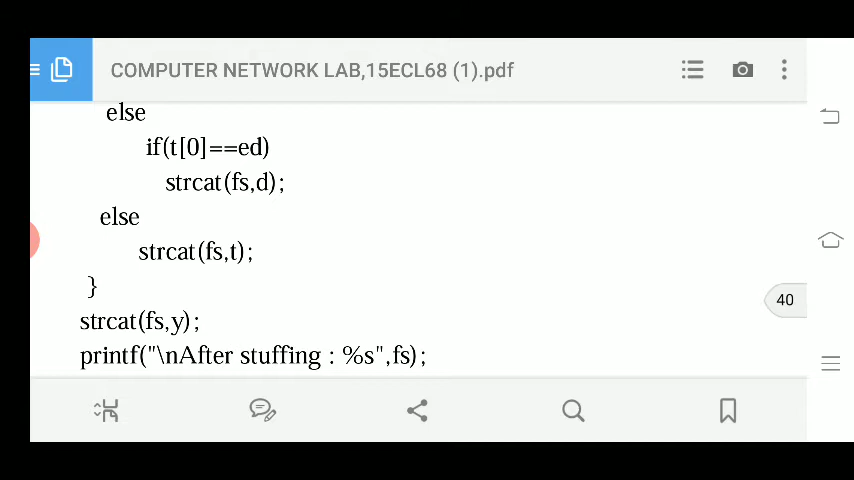 COMPUTER NETWORK LAB,15ECL68 (1).pdf
else
if(t[0]==ed)
strcat(fs,d);
else
strcat(fs,t);
}
strcat(fs,y);
printf("\nAfter stuffing : %s",fs);
40